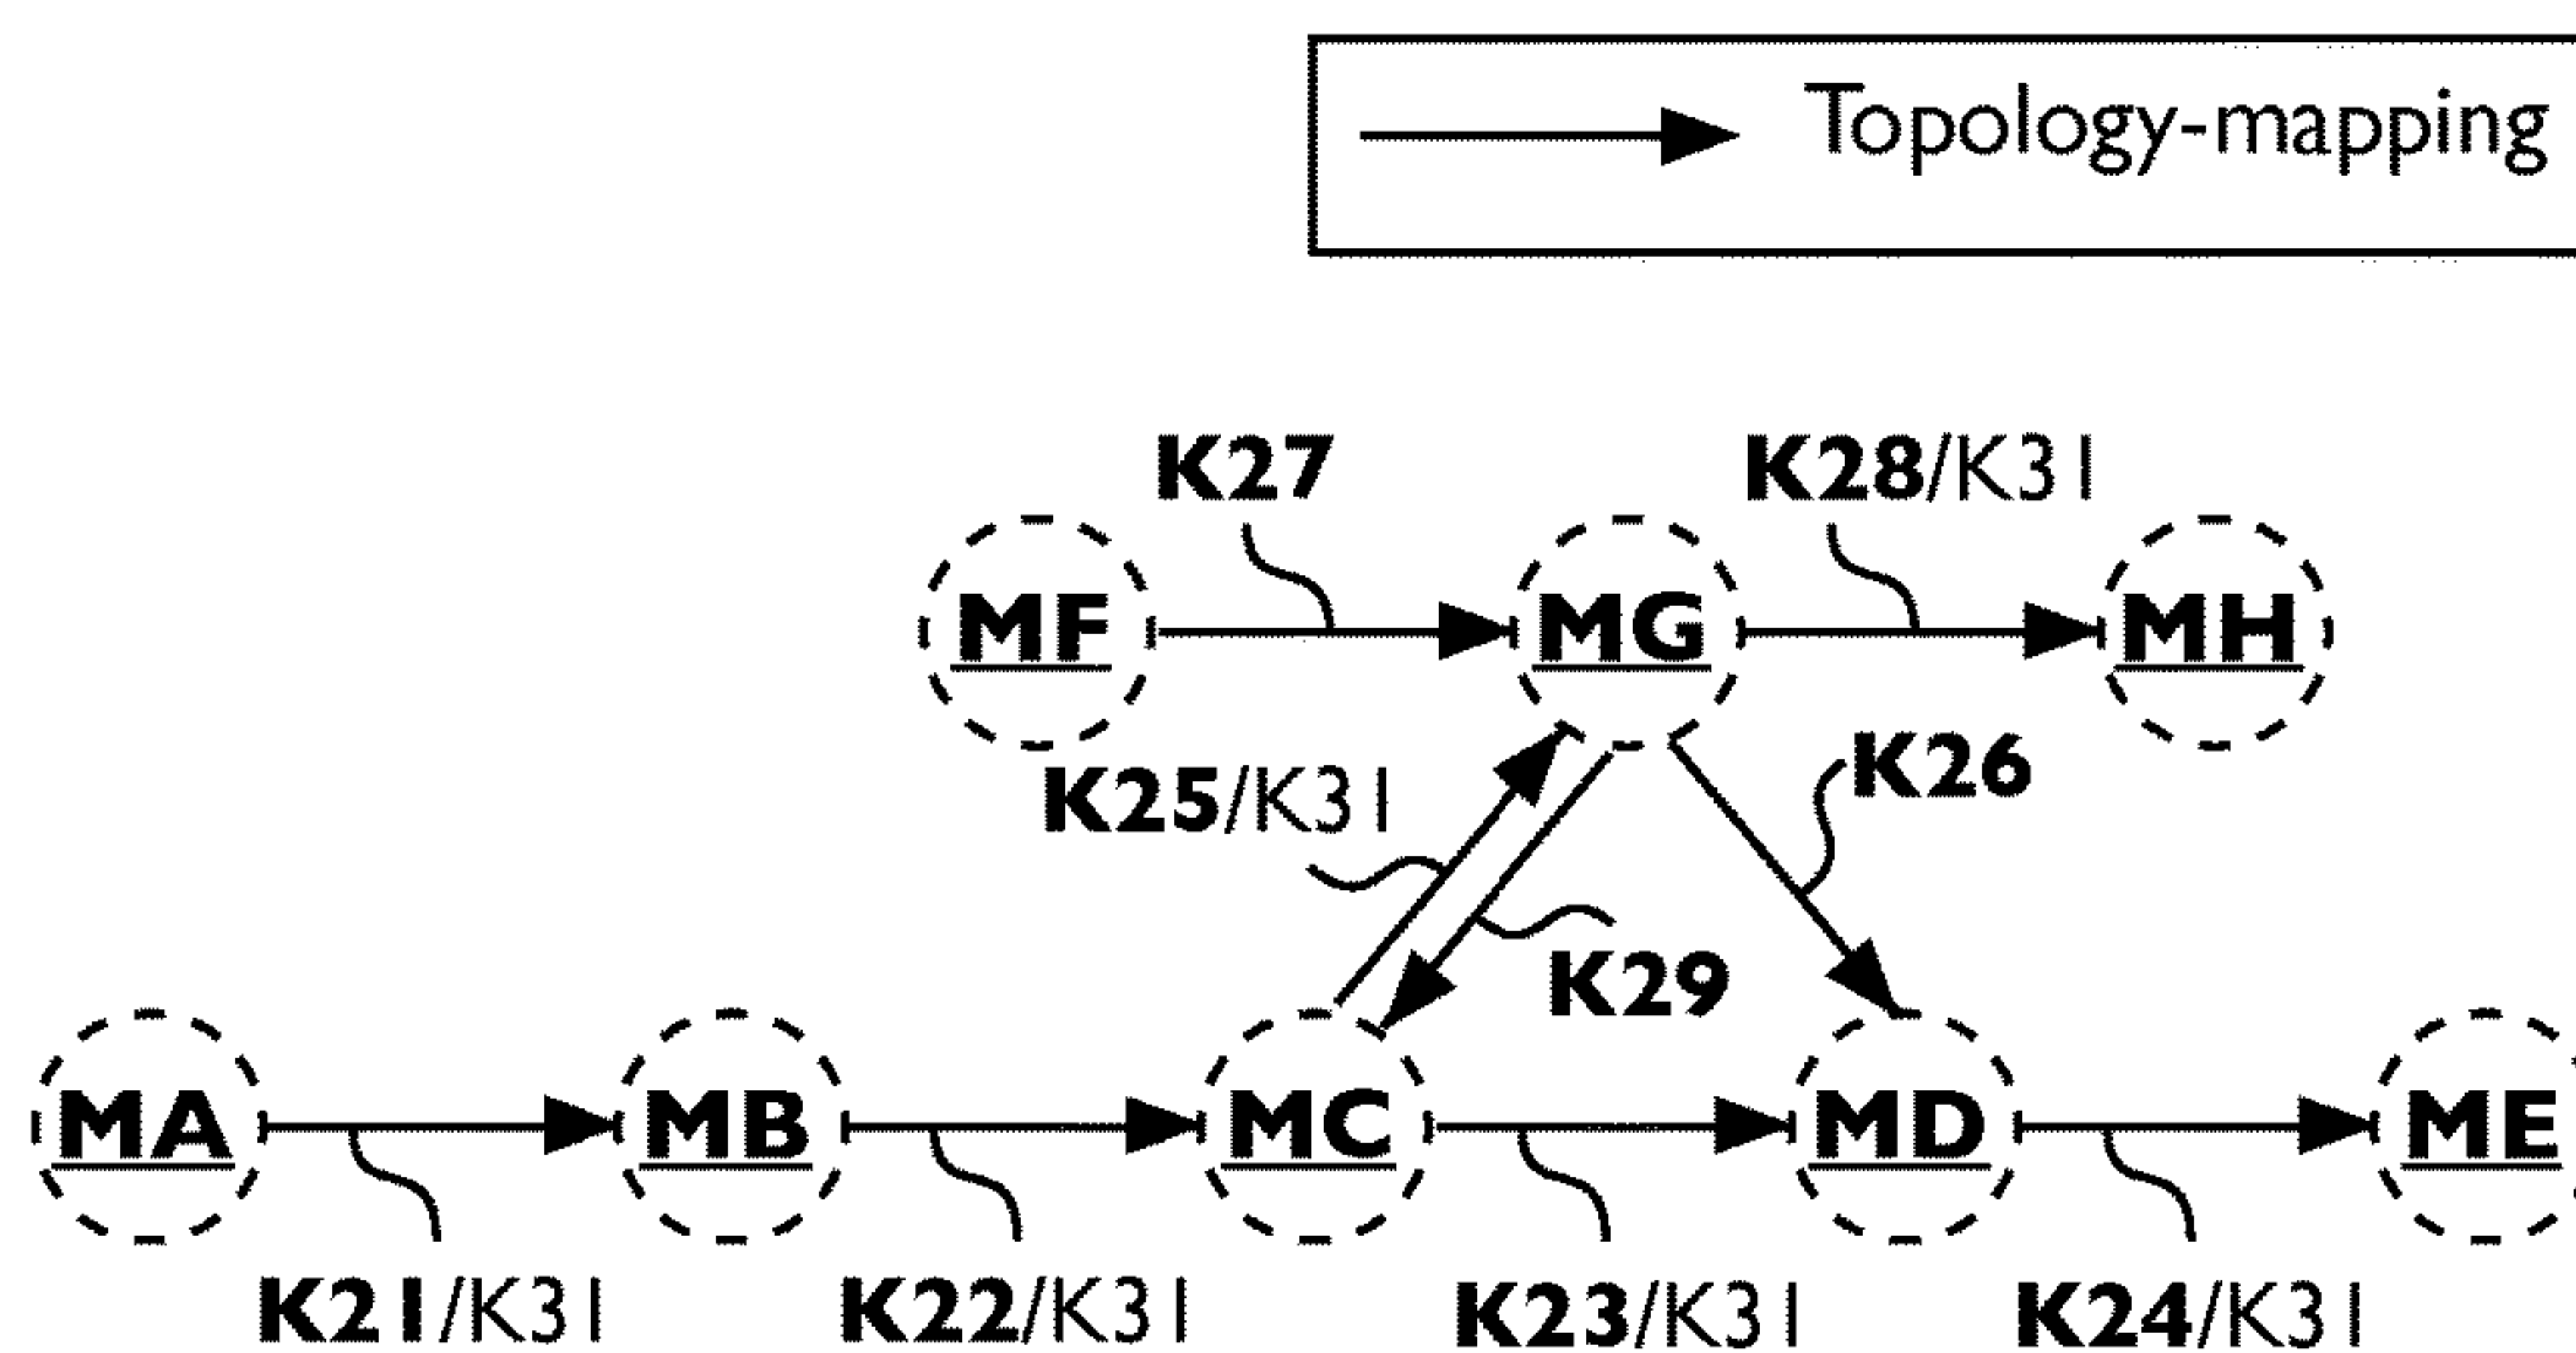 Topology-mapping
K27 K28/K31
MF MG MH
K26
K25/K31
K29
MA MB MC MD ME
K21/K31 K22/K31 K23/K31 K24/K31